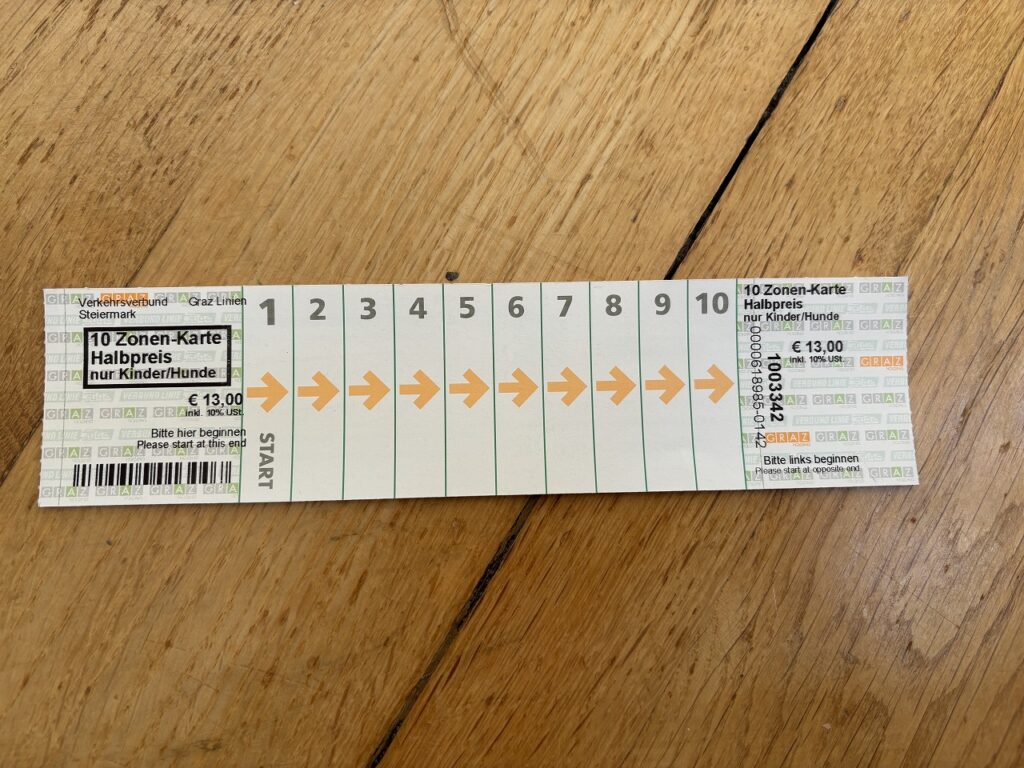 Verkehrsverbund Graz Linien
Steiermark
10 Zonen-Karte
Halbpreis
nur Kinder/Hunde
€ 13,00
inkl. 10% USt.
Bitte hier beginnen
Please start at this end
1 2 3 4 5 6 7 8 9 10
START
10 Zonen-Karte
Halbpreis
nur Kinder/Hunde
€ 13,00
inkl. 10% USt.
1003342
0000618985-0142
GRAZ
GRAZ
Bitte links beginnen
Please start at opposite end